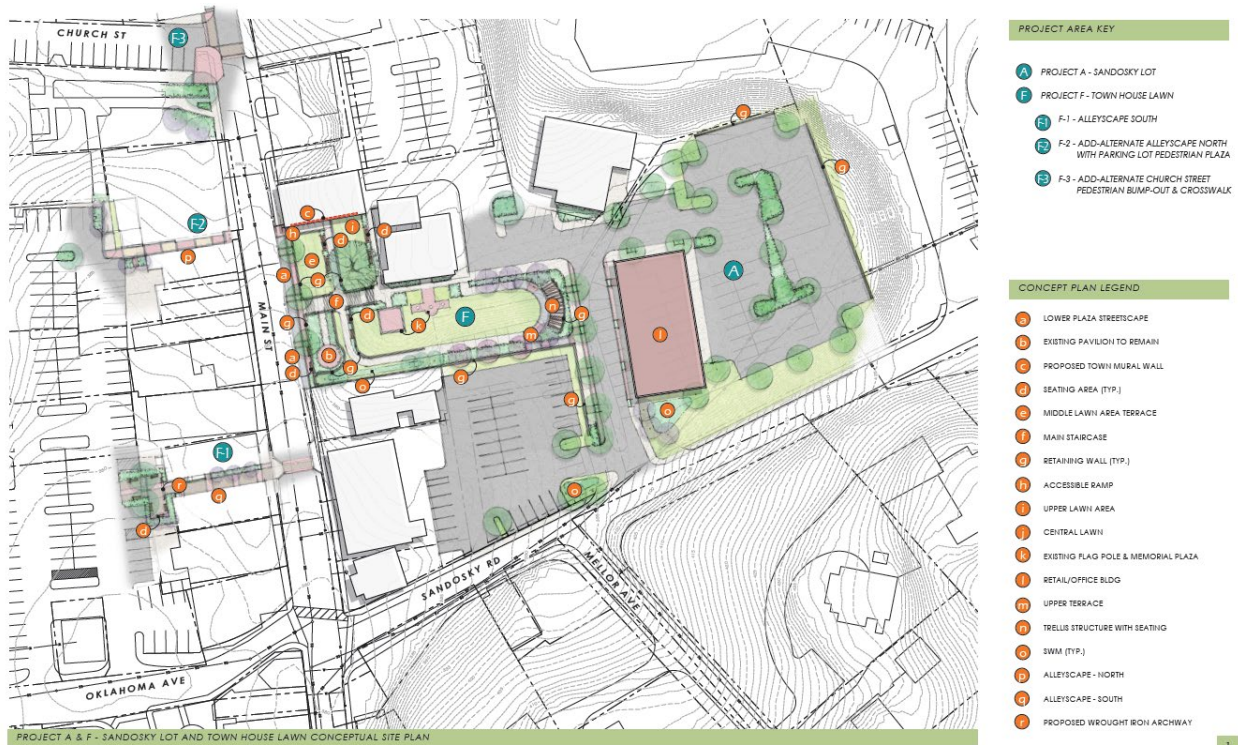 CHURCH ST
F-3
F-2
p
MAIN ST
c
h
i
d
d
e
a
g
f
g
d
F
k
n
g
m
a
b
d
g
o
g
g
A
g
g
l
o
o
F-1
r
q
d
SANDOSKY RD
MELLOR AVE
OKLAHOMA AVE
PROJECT A & F - SANDOSKY LOT AND TOWN HOUSE LAWN CONCEPTUAL SITE PLAN
PROJECT AREA KEY
A PROJECT A - SANDOSKY LOT
F PROJECT F - TOWN HOUSE LAWN
F-1 F-1 - ALLEYSCAPE SOUTH
F-2 F-2 - ADD-ALTERNATE ALLEYSCAPE NORTH
WITH PARKING LOT PEDESTRIAN PLAZA
F-3 F-3 - ADD-ALTERNATE CHURCH STREET
PEDESTRIAN BUMP-OUT & CROSSWALK
CONCEPT PLAN LEGEND
a LOWER PLAZA STREETSCAPE
b EXISTING PAVILION TO REMAIN
c PROPOSED TOWN MURAL WALL
d SEATING AREA (TYP.)
e MIDDLE LAWN AREA TERRACE
f MAIN STAIRCASE
g RETAINING WALL (TYP.)
h ACCESSIBLE RAMP
i UPPER LAWN AREA
j CENTRAL LAWN
k EXISTING FLAG POLE & MEMORIAL PLAZA
l RETAIL/OFFICE BLDG
m UPPER TERRACE
n TRELLIS STRUCTURE WITH SEATING
o SWM (TYP.)
p ALLEYSCAPE - NORTH
q ALLEYSCAPE - SOUTH
r PROPOSED WROUGHT IRON ARCHWAY
1